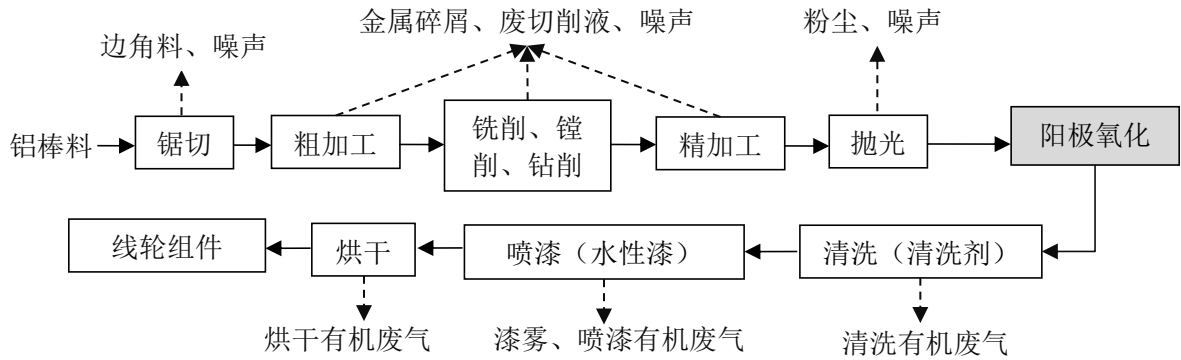 金属碎屑、废切削液、噪声
粉尘、噪声
边角料、噪声
铝棒料
锯切
粗加工
铣削、镗
削、钻削
精加工
抛光
阳极氧化
线轮组件
烘干
喷漆（水性漆）
清洗（清洗剂）
烘干有机废气
漆雾、喷漆有机废气
清洗有机废气